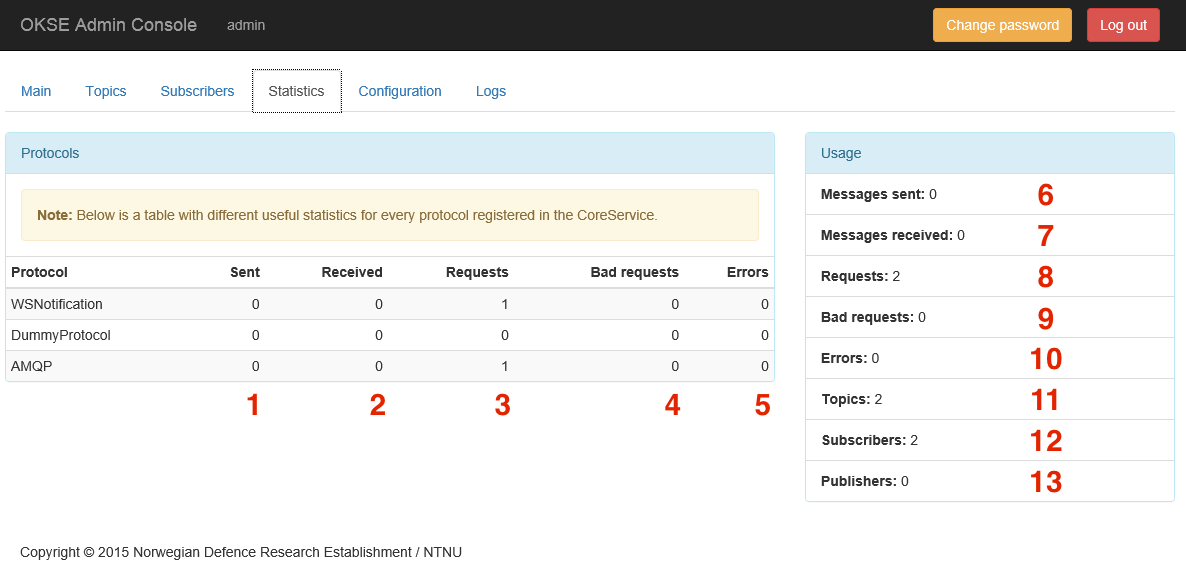 OKSE Admin Console admin Change password Log out
Main Topics Subscribers Statistics Configuration Logs
Protocols
Note: Below is a table with different useful statistics for every protocol registered in the CoreService.
Protocol Sent Received Requests Bad requests Errors
WSNotification 0 0 1 0 0
DummyProtocol 0 0 0 0 0
AMQP 0 0 1 0 0
1 2 3 4 5
Usage
Messages sent: 0 6
Messages received: 0 7
Requests: 2 8
Bad requests: 0 9
Errors: 0 10
Topics: 2 11
Subscribers: 2 12
Publishers: 0 13
Copyright © 2015 Norwegian Defence Research Establishment / NTNU